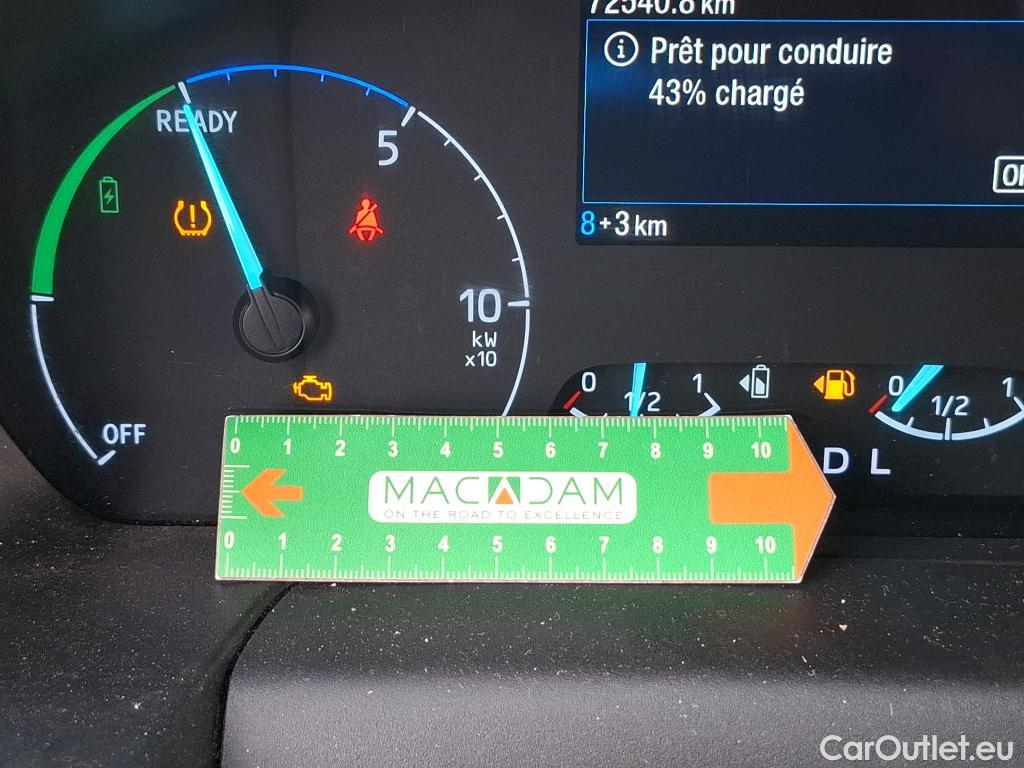 72540.8 km
Prêt pour conduire
43% chargé
8+3 km
READY
5
10
kW
x10
OFF
0 1/2 1
0 1/2 1
D L
0 1 2 3 4 5 6 7 8 9 10
MACADAM
ON THE ROAD TO EXCELLENCE
0 1 2 3 4 5 6 7 8 9 10
CarOutlet.eu